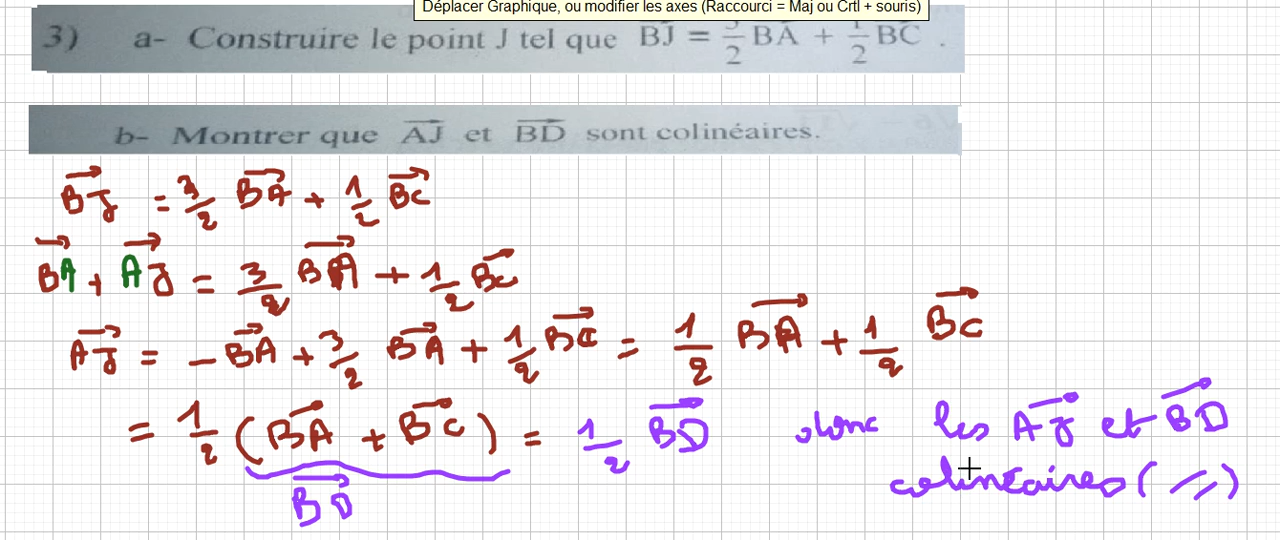 Déplacer Graphique, ou modifier les axes (Raccourci = Maj ou Crtl + souris)
3) a- Construire le point J tel que BJ = 3/2 BA + 1/2 BC .
b- Montrer que AJ et BD sont colinéaires.
BJ = 3/2 BA + 1/2 BC
BA + AJ = 3/2 BA + 1/2 BC
AJ = - BA + 3/2 BA + 1/2 BC = 1/2 BA + 1/2 BC
= 1/2 (BA + BC) = 1/2 BD donc les AJ et BD
BD colinéaires (//)